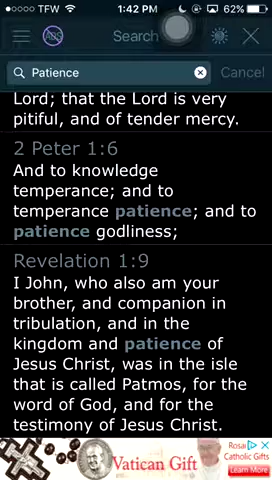 TFW 1:42 PM 62%
Search
Patience Cancel
Lord; that the Lord is very
pitiful, and of tender mercy.
2 Peter 1:6
And to knowledge
temperance; and to
temperance patience; and to
patience godliness;
Revelation 1:9
I John, who also am your
brother, and companion in
tribulation, and in the
kingdom and patience of
Jesus Christ, was in the isle
that is called Patmos, for the
word of God, and for the
testimony of Jesus Christ.
Vatican Gift
Catholic Gifts
Learn More